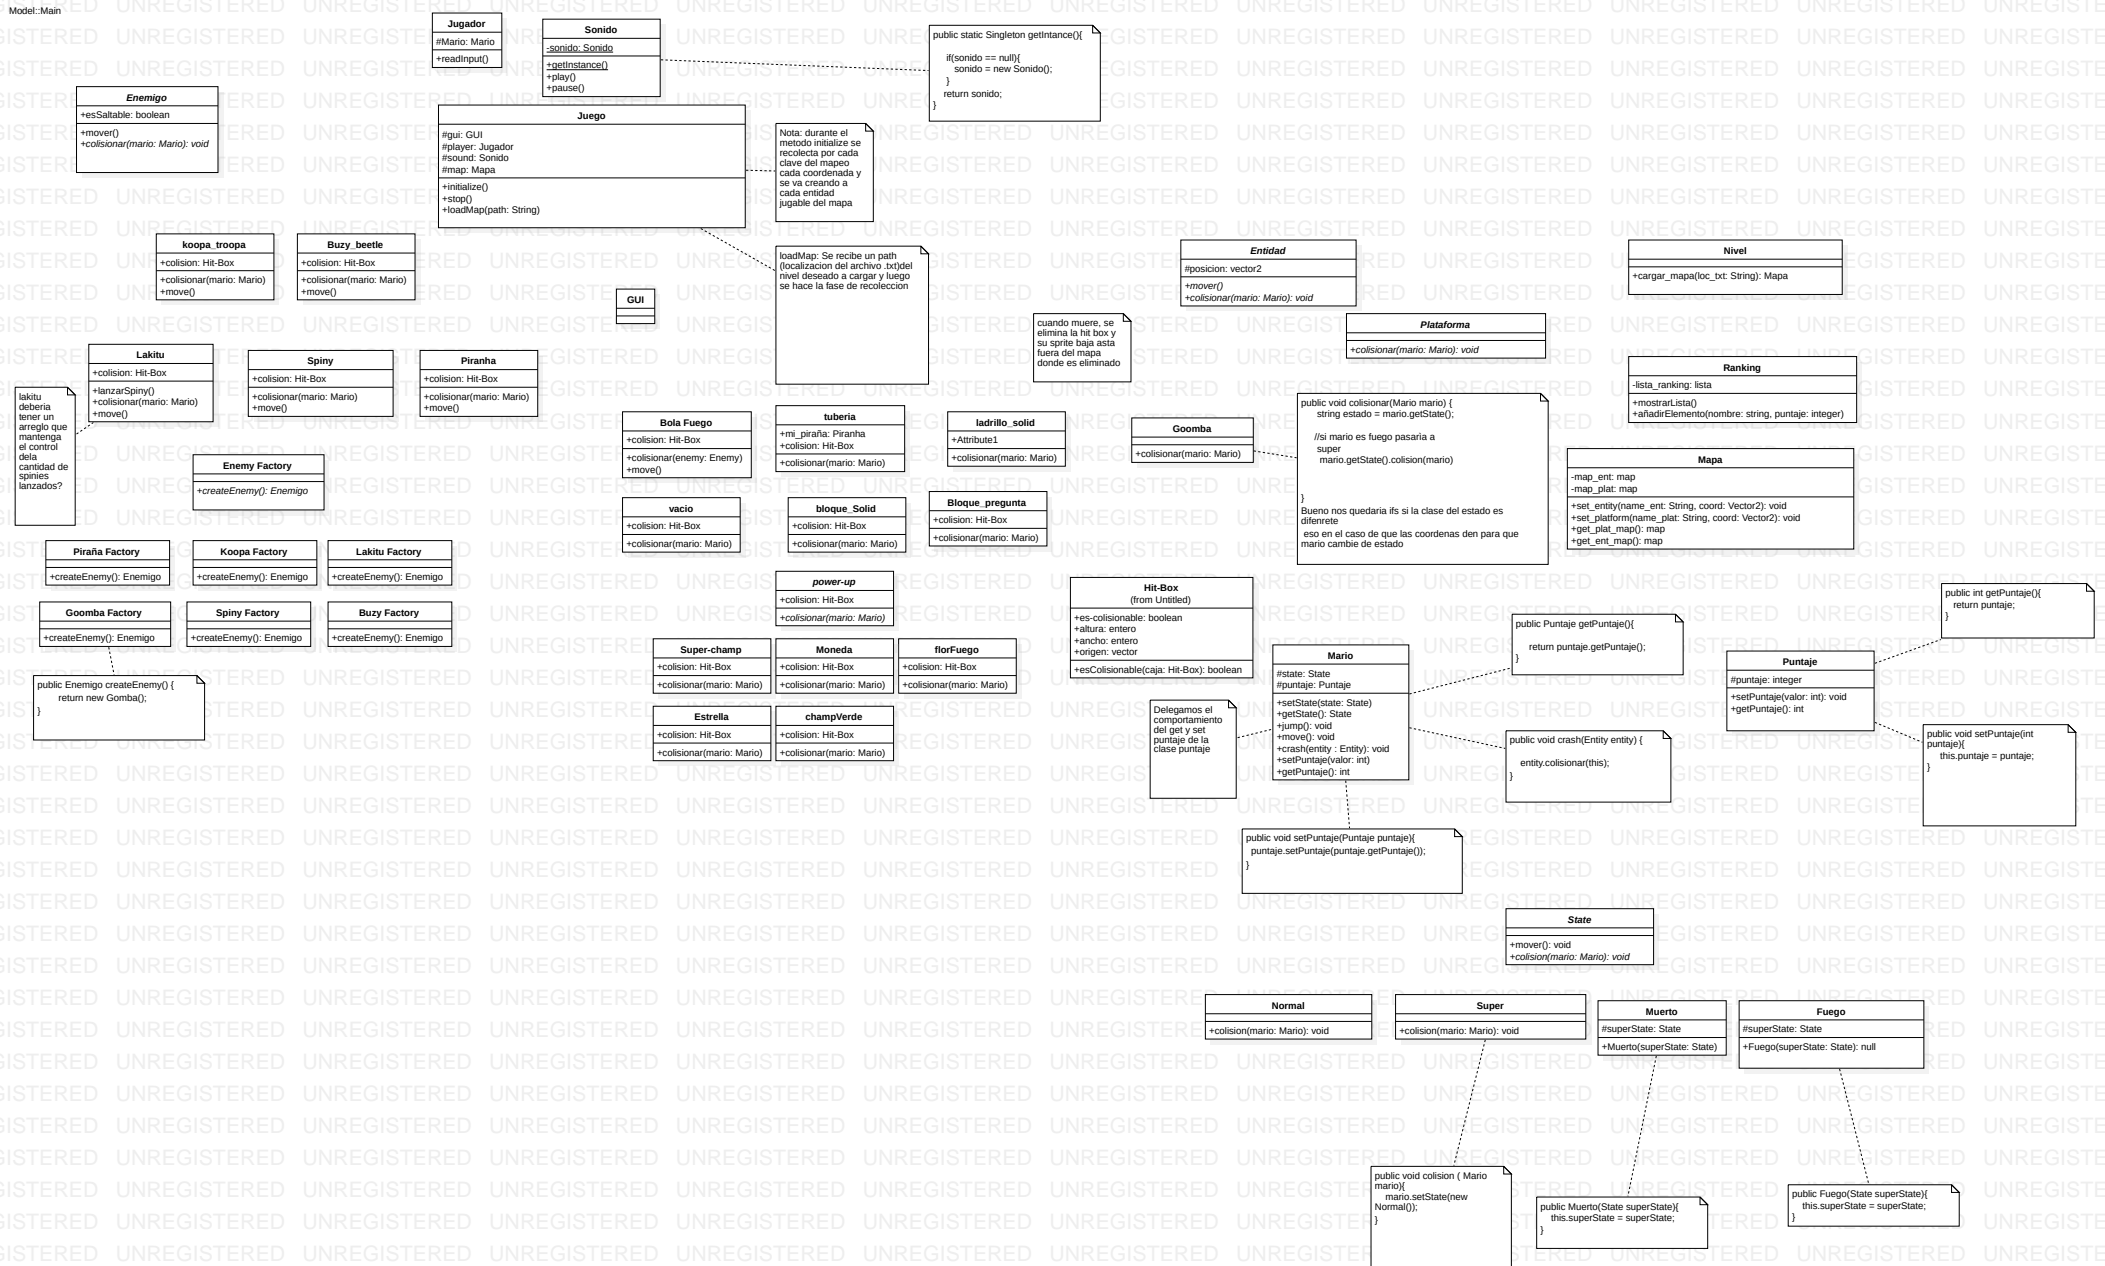 Model::Main
Jugador
#Mario: Mario
+readInput()
Sonido
-sonido: Sonido
+getInstance()
+play()
+pause()
public static Singleton getIntance(){
if(sonido == null){
sonido = new Sonido();
}
return sonido;
}
Enemigo
+esSaltable: boolean
+mover()
+colisionar(mario: Mario): void
Juego
#gui: GUI
#player: Jugador
#sound: Sonido
#map: Mapa
+initialize()
+stop()
+loadMap(path: String)
Nota: durante el
metodo initialize se
recolecta por cada
clave del mapeo
cada coordenada y
se va creando a
cada entidad
jugable del mapa
koopa_troopa
+colision: Hit-Box
+colisionar(mario: Mario)
+move()
Buzy_beetle
+colision: Hit-Box
+colisionar(mario: Mario)
+move()
GUI
loadMap: Se recibe un path
(localizacion del archivo .txt)del
nivel deseado a cargar y luego
se hace la fase de recoleccion
Entidad
#posicion: vector2
+mover()
+colisionar(mario: Mario): void
Nivel
+cargar_mapa(loc_txt: String): Mapa
cuando muere, se
elimina la hit box y
su sprite baja asta
fuera del mapa
donde es eliminado
Plataforma
+colisionar(mario: Mario): void
Lakitu
+colision: Hit-Box
+lanzarSpiny()
+colisionar(mario: Mario)
+move()
Spiny
+colision: Hit-Box
+colisionar(mario: Mario)
+move()
Piranha
+colision: Hit-Box
+colisionar(mario: Mario)
+move()
Ranking
-lista_ranking: lista
+mostrarLista()
+añadirElemento(nombre: string, puntaje: integer)
lakitu
deberia
tener un
arreglo que
mantenga
el control
dela
cantidad de
spinies
lanzados?
public void colisionar(Mario mario) {
string estado = mario.getState();
//si mario es fuego pasaria a
super
mario.getState().colision(mario)
}
Bueno nos quedaria ifs si la clase del estado es
difenrete
eso en el caso de que las coordenas den para que
mario cambie de estado
Bola Fuego
+colision: Hit-Box
+colisionar(enemy: Enemy)
+move()
tuberia
+mi_piraña: Piranha
+colision: Hit-Box
+colisionar(mario: Mario)
ladrillo_solid
+Attribute1
+colisionar(mario: Mario)
Goomba
+colisionar(mario: Mario)
Mapa
-map_ent: map
-map_plat: map
+set_entity(name_ent: String, coord: Vector2): void
+set_platform(name_plat: String, coord: Vector2): void
+get_plat_map(): map
+get_ent_map(): map
Enemy Factory
+createEnemy(): Enemigo
vacio
+colision: Hit-Box
+colisionar(mario: Mario)
bloque_Solid
+colision: Hit-Box
+colisionar(mario: Mario)
Bloque_pregunta
+colision: Hit-Box
+colisionar(mario: Mario)
Piraña Factory
+createEnemy(): Enemigo
Koopa Factory
+createEnemy(): Enemigo
Lakitu Factory
+createEnemy(): Enemigo
Goomba Factory
+createEnemy(): Enemigo
Spiny Factory
+createEnemy(): Enemigo
Buzy Factory
+createEnemy(): Enemigo
public Enemigo createEnemy() {
return new Gomba();
}
power-up
+colision: Hit-Box
+colisionar(mario: Mario)
Super-champ
+colision: Hit-Box
+colisionar(mario: Mario)
Moneda
+colision: Hit-Box
+colisionar(mario: Mario)
florFuego
+colision: Hit-Box
+colisionar(mario: Mario)
Estrella
+colision: Hit-Box
+colisionar(mario: Mario)
champVerde
+colision: Hit-Box
+colisionar(mario: Mario)
Hit-Box
(from Untitled)
+es-colisionable: boolean
+altura: entero
+ancho: entero
+origen: vector
+esColisionable(caja: Hit-Box): boolean
Mario
#state: State
#puntaje: Puntaje
+setState(state: State)
+getState(): State
+jump(): void
+move(): void
+crash(entity : Entity): void
+setPuntaje(valor: int)
+getPuntaje(): int
Delegamos el
comportamiento
del get y set
puntaje de la
clase puntaje
public Puntaje getPuntaje(){
return puntaje.getPuntaje();
}
public void crash(Entity entity) {
entity.colisionar(this);
}
public void setPuntaje(Puntaje puntaje){
puntaje.setPuntaje(puntaje.getPuntaje());
}
Puntaje
#puntaje: integer
+setPuntaje(valor: int): void
+getPuntaje(): int
public int getPuntaje(){
return puntaje;
}
public void setPuntaje(int
puntaje){
this.puntaje = puntaje;
}
State
+mover(): void
+colision(mario: Mario): void
Normal
+colision(mario: Mario): void
Super
+colision(mario: Mario): void
Muerto
#superState: State
+Muerto(superState: State)
Fuego
#superState: State
+Fuego(superState: State): null
public void colision ( Mario
mario){
mario.setState(new
Normal());
}
public Muerto(State superState){
this.superState = superState;
}
public Fuego(State superState){
this.superState = superState;
}